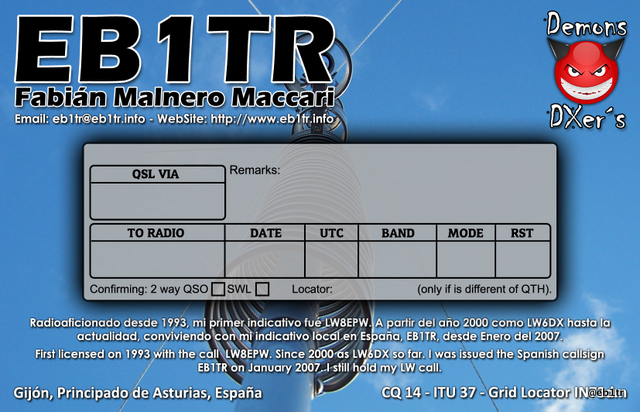 EB1TR
Fabián Malnero Maccari
Email: eb1tr@eb1tr.info - WebSite: http://www.eb1tr.info
Demons
DXer´s
QSL VIA
Remarks:
TO RADIO DATE UTC BAND MODE RST
Confirming: 2 way QSO SWL Locator: (only if is different of QTH).
Radioaficionado desde 1993, mi primer indicativo fue LW8EPW. A partir del año 2000 como LW6DX hasta la
actualidad, conviviendo con mi indicativo local en España, EB1TR, desde Enero del 2007.
First licensed on 1993 with the call LW8EPW. Since 2000 as LW6DX so far. I was issued the Spanish callsign
EB1TR on January 2007. I still hold my LW call.
Gijón, Principado de Asturias, España
CQ 14 - ITU 37 - Grid Locator